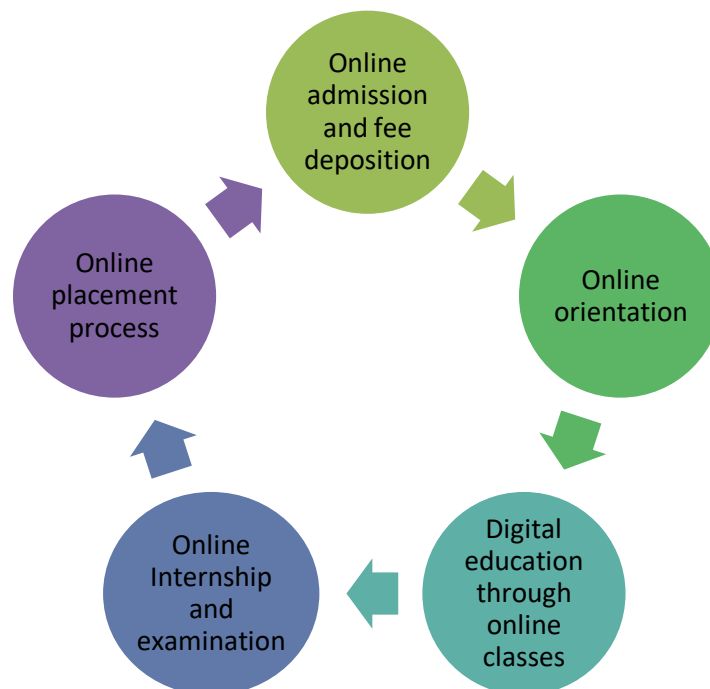 Online
admission
and fee
deposition
Online
orientation
Digital
education
through
online
classes
Online
Internship
and
examination
Online
placement
process